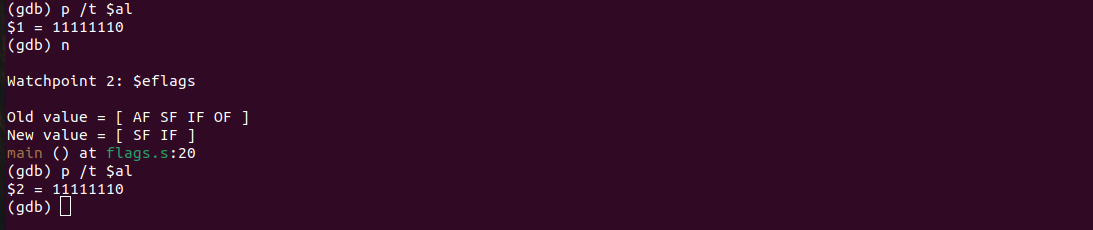 (gdb) p /t $al
$1 = 11111110
(gdb) n
Watchpoint 2: $eflags
Old value = [ AF SF IF OF ]
New value = [ SF IF ]
main () at flags.s:20
(gdb) p /t $al
$2 = 11111110
(gdb)